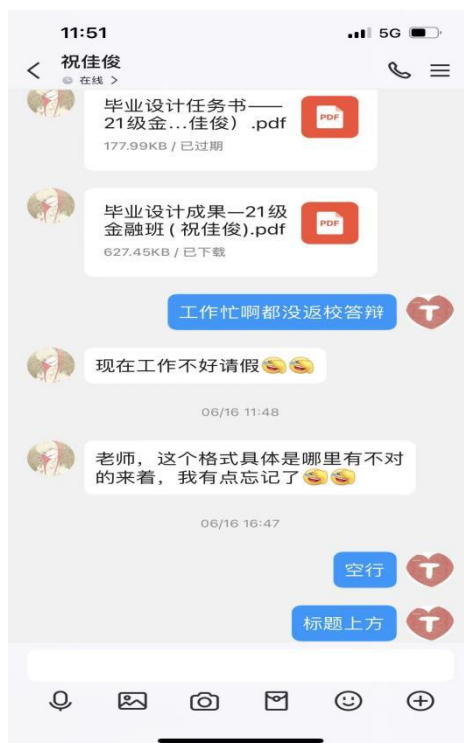 11:51
5G
祝佳俊
在线 >
毕业设计任务书——
21级金...佳俊）.pdf
PDF
177.99KB / 已过期
毕业设计成果—21级
金融班 ( 祝佳俊).pdf
PDF
627.45KB / 已下载
工作忙啊都没返校答辩
T
现在工作不好请假
06/16 11:48
老师，这个格式具体是哪里有不对
的来着，我有点忘记了
06/16 16:47
空行
T
标题上方
T